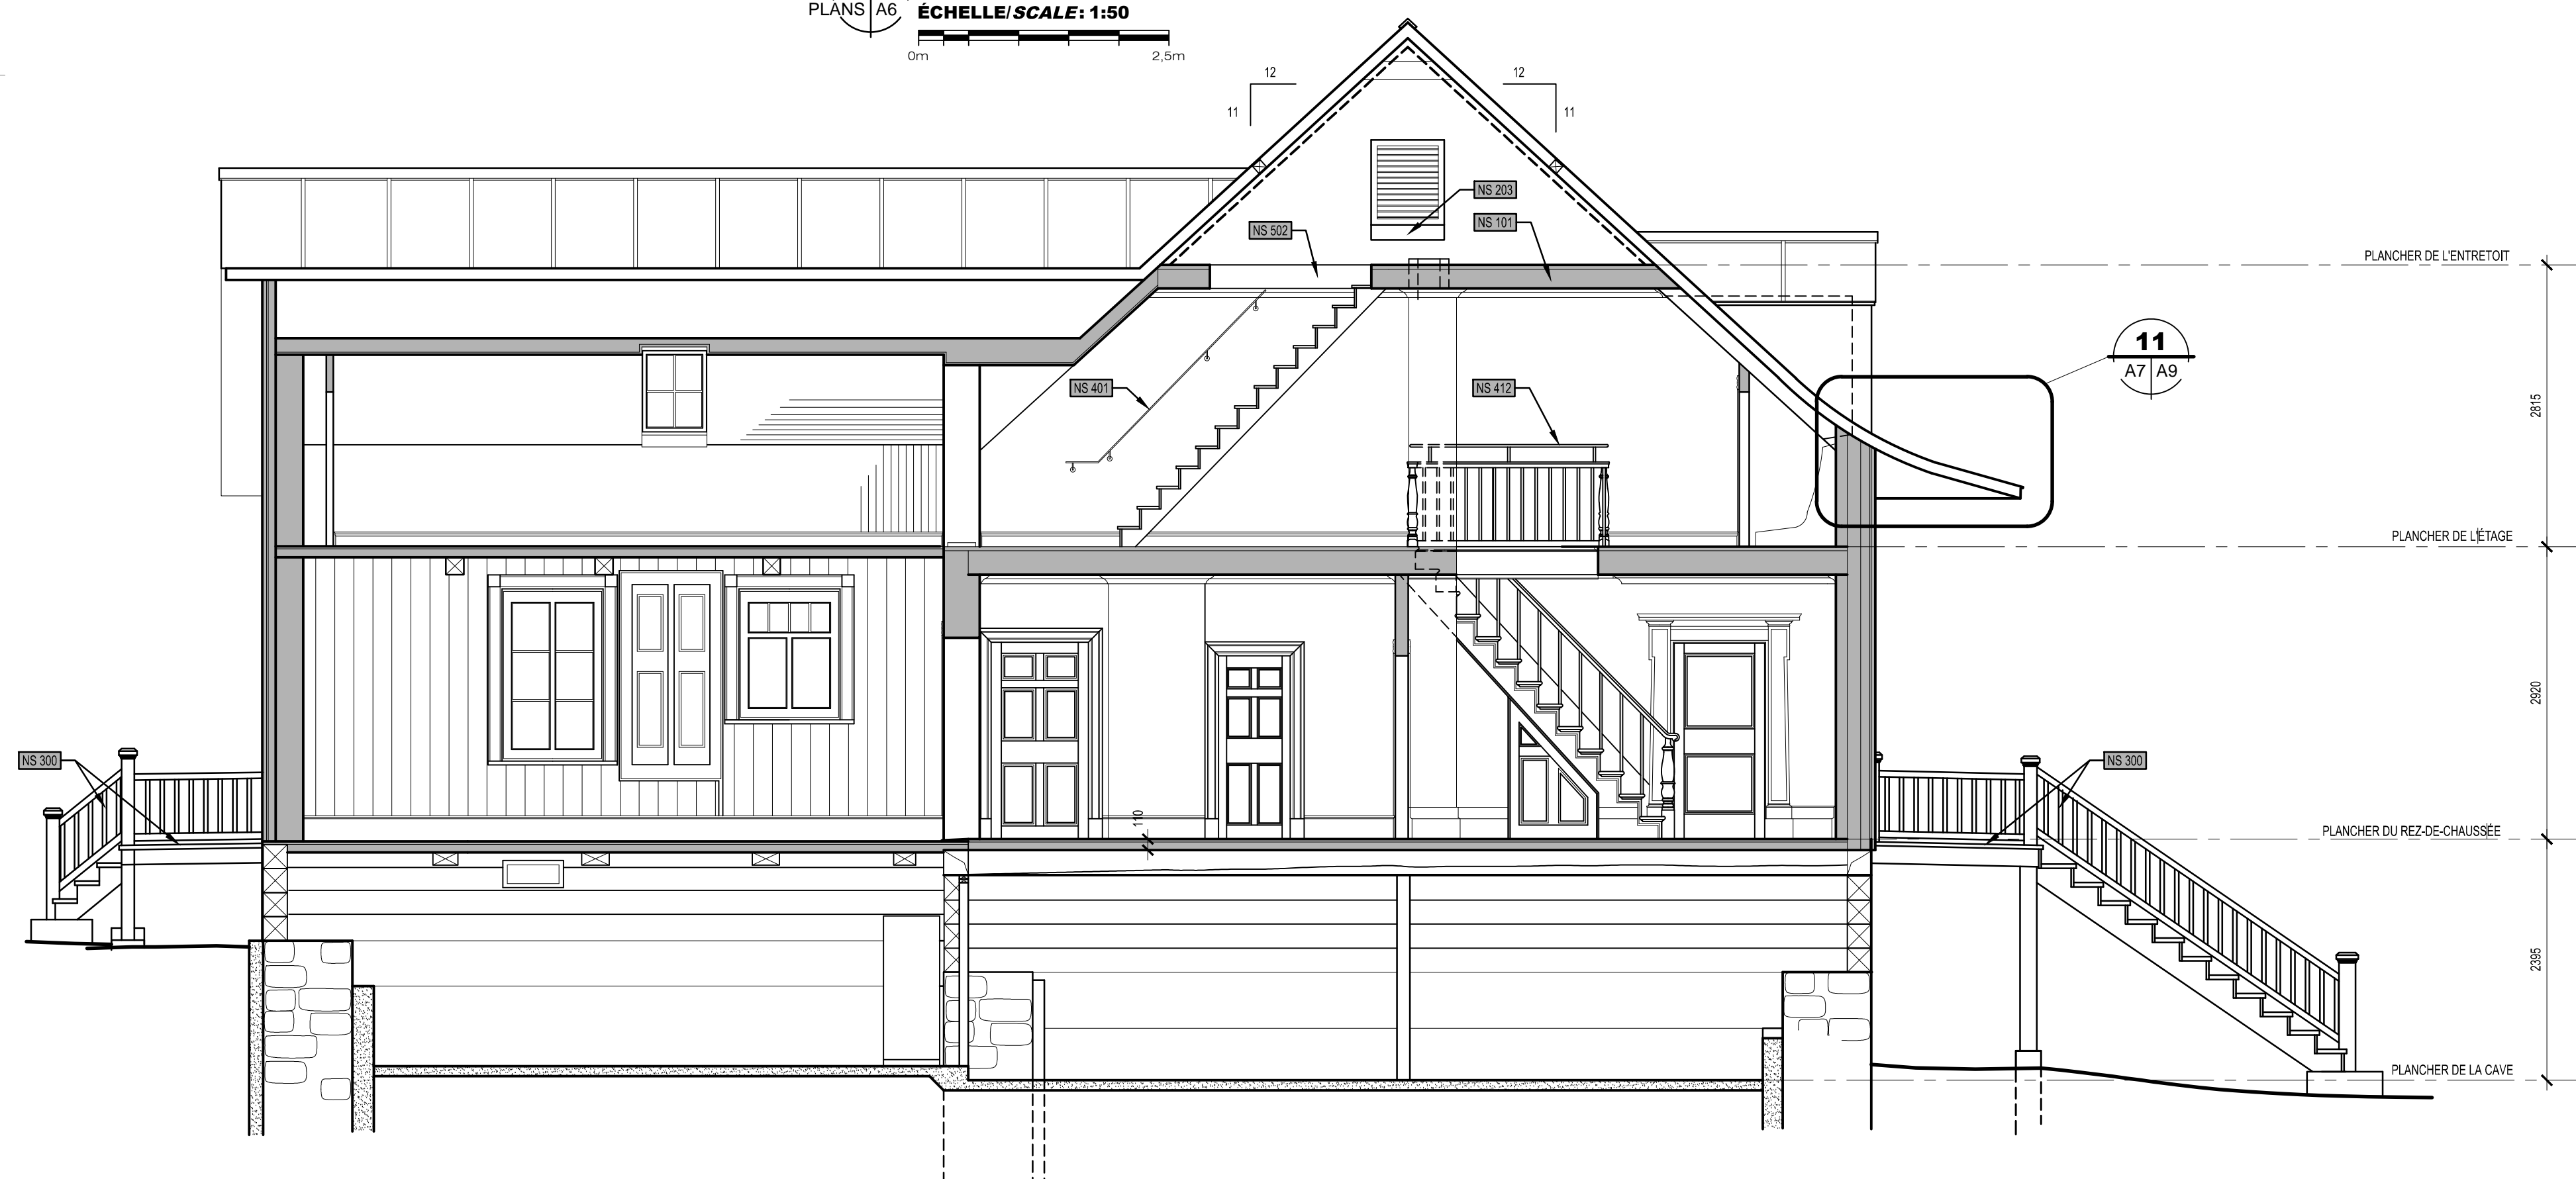 PLANS A6
ÉCHELLE/SCALE: 1:50
0m 2,5m
12 12
11 11
NS 203
NS 502
NS 101
PLANCHER DE L'ENTRETOIT
11
A7 A9
NS 401
NS 412
2815
PLANCHER DE L'ÉTAGE
2920
NS 300
NS 300
110
PLANCHER DU REZ-DE-CHAUSSÉE
2395
PLANCHER DE LA CAVE